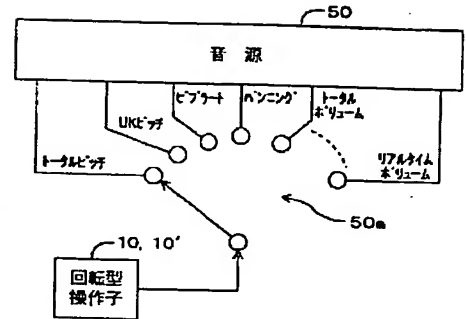 50
音源
トータルピッチ
UKピッチ
ビブラート
パンニング
トータル
ボリューム
リアルタイム
ボリューム
50a
10, 10'
回転型
操作子